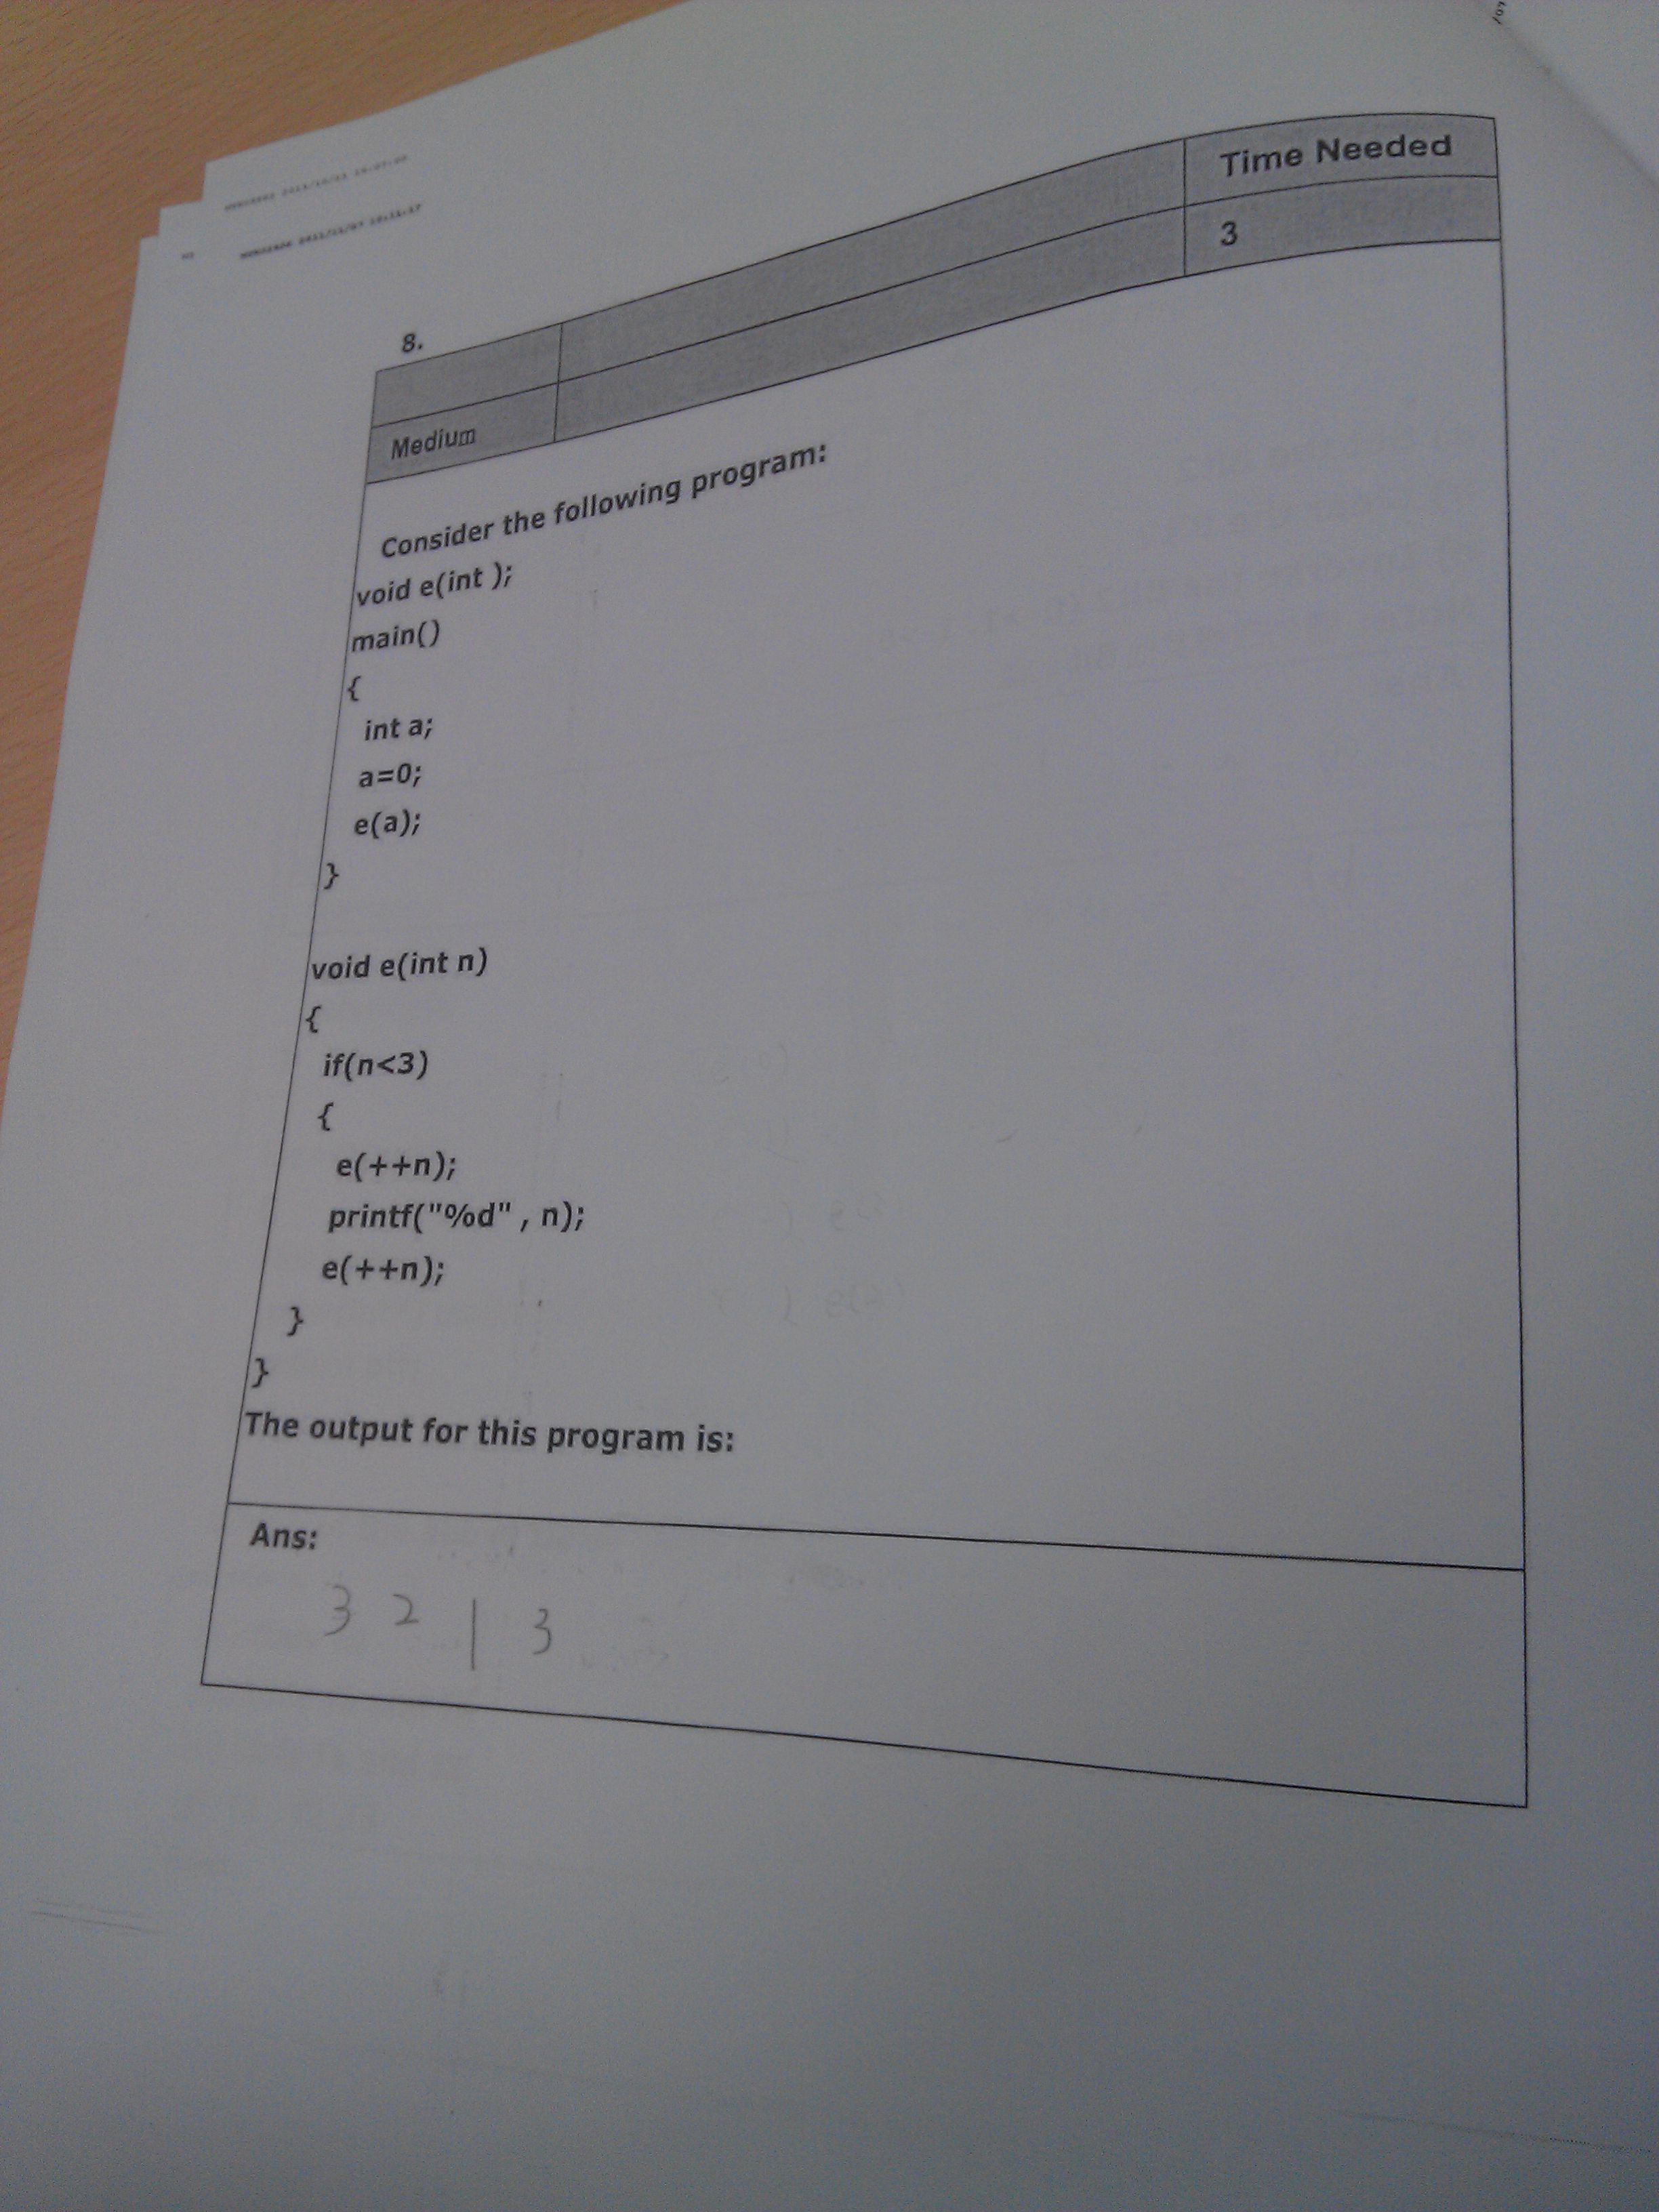 Time Needed
3
8.
Medium
Consider the following program:
void e(int );
main()
{
int a;
a=0;
e(a);
}
void e(int n)
{
if(n<3)
{
e(++n);
printf("%d" , n);
e(++n);
}
}
The output for this program is:
Ans:
3 2 1 3